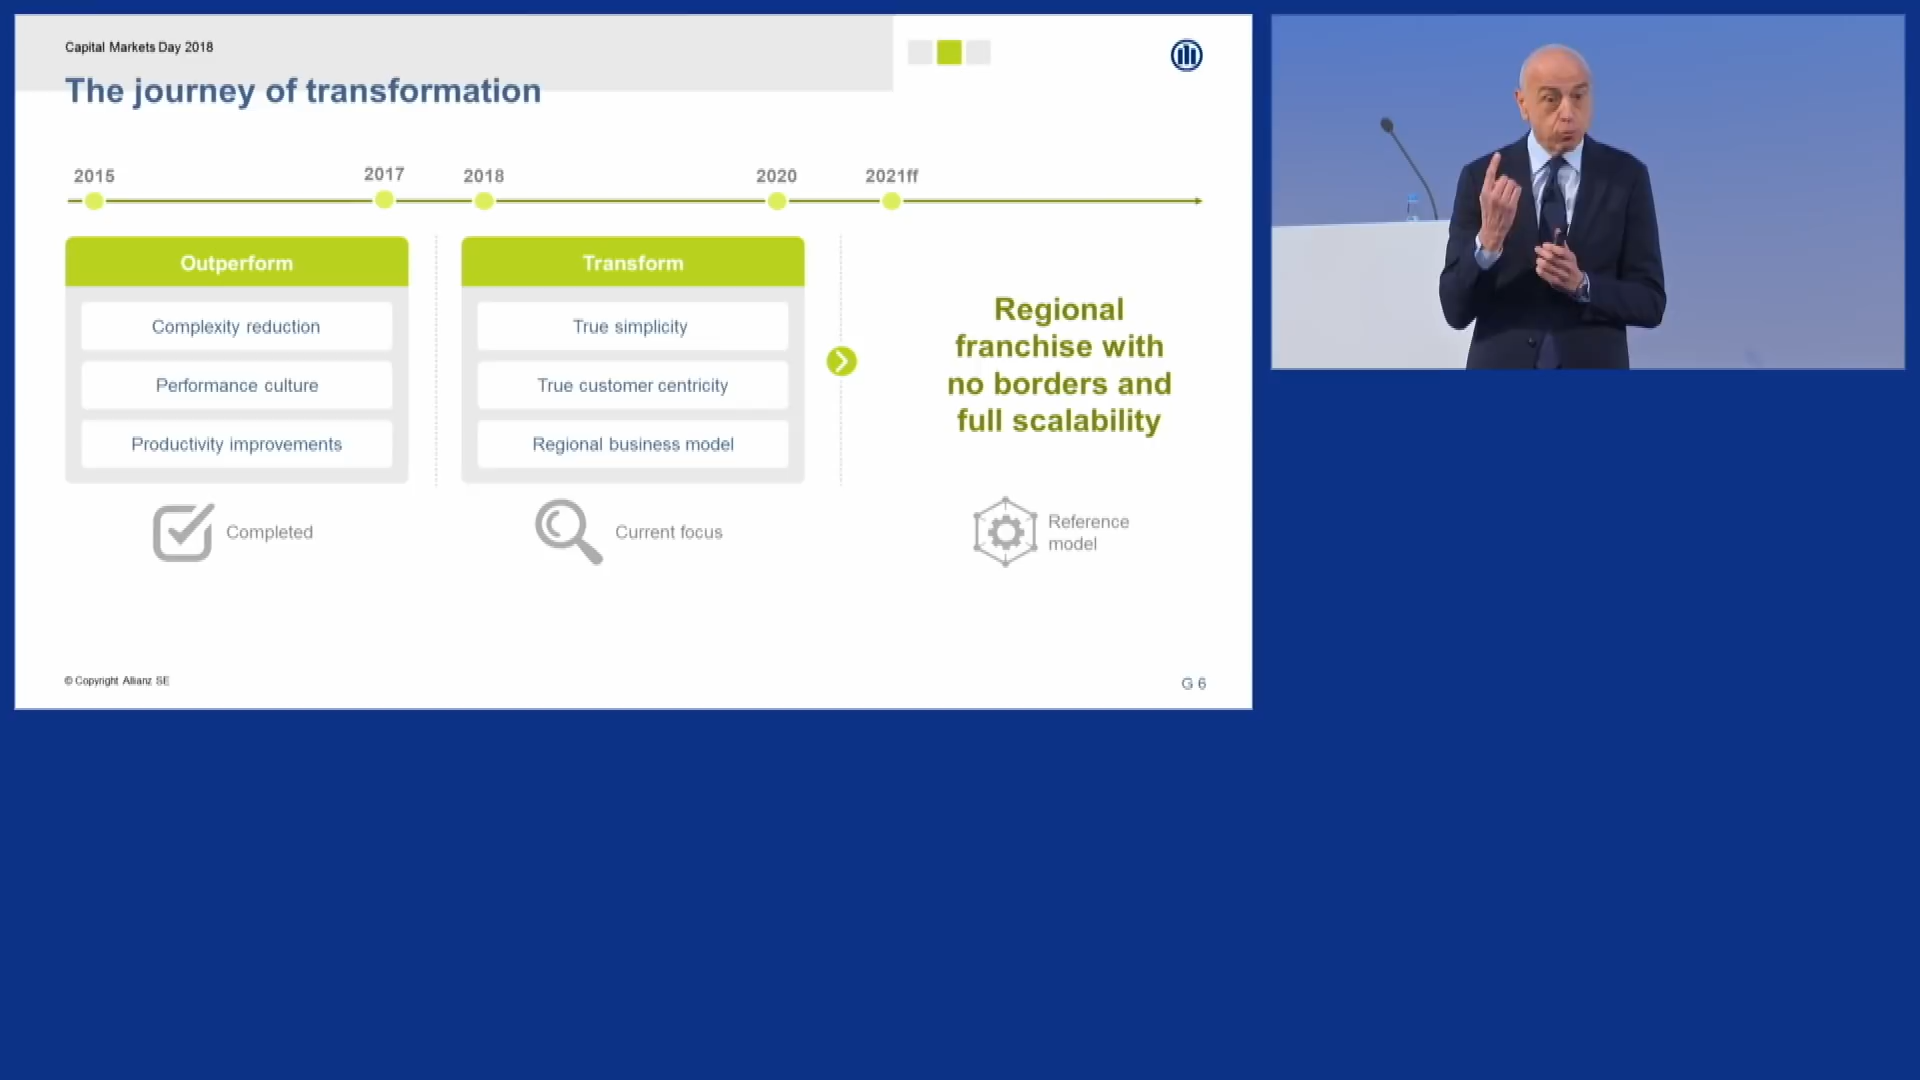 Capital Markets Day 2018
The journey of transformation
2015
2017
2018
2020
2021ff
Outperform
Complexity reduction
Performance culture
Productivity improvements
Completed
Transform
True simplicity
True customer centricity
Regional business model
Current focus
Regional
franchise with
no borders and
full scalability
Reference
model
© Copyright Allianz SE
G 6